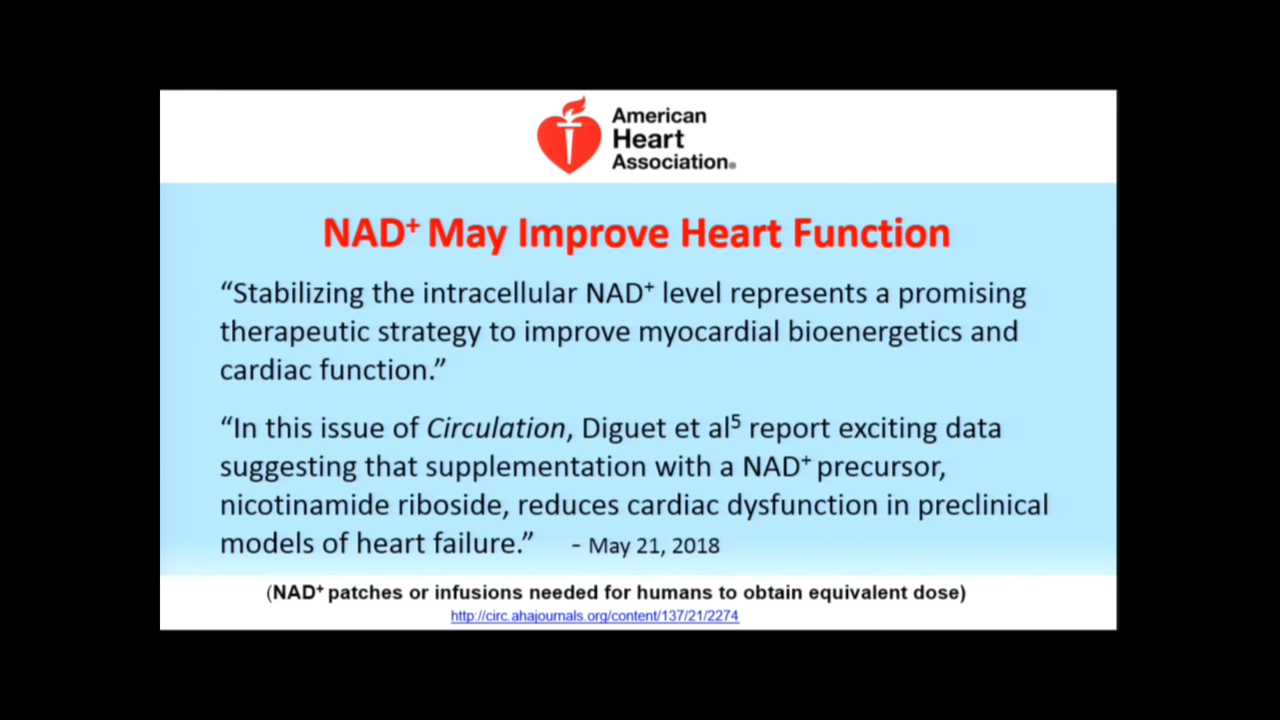 American
Heart
Association®
NAD⁺ May Improve Heart Function
“Stabilizing the intracellular NAD⁺ level represents a promising
therapeutic strategy to improve myocardial bioenergetics and
cardiac function.”
“In this issue of Circulation, Diguet et al⁵ report exciting data
suggesting that supplementation with a NAD⁺ precursor,
nicotinamide riboside, reduces cardiac dysfunction in preclinical
models of heart failure.” - May 21, 2018
(NAD⁺ patches or infusions needed for humans to obtain equivalent dose)
http://circ.ahajournals.org/content/137/21/2274